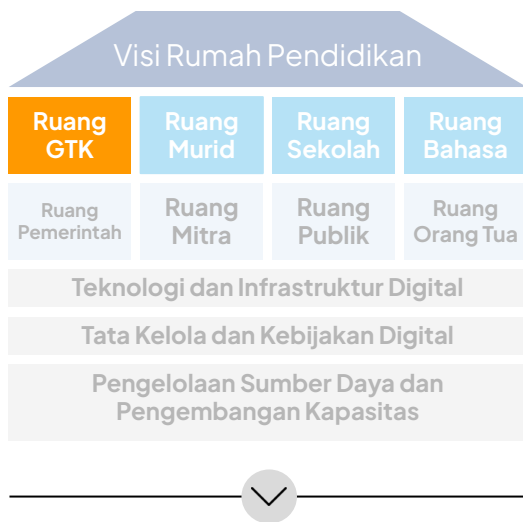 Visi Rumah Pendidikan
Ruang
GTK
Ruang
Murid
Ruang
Sekolah
Ruang
Bahasa
Ruang
Pemerintah
Ruang
Mitra
Ruang
Publik
Ruang
Orang Tua
Teknologi dan Infrastruktur Digital
Tata Kelola dan Kebijakan Digital
Pengelolaan Sumber Daya dan
Pengembangan Kapasitas